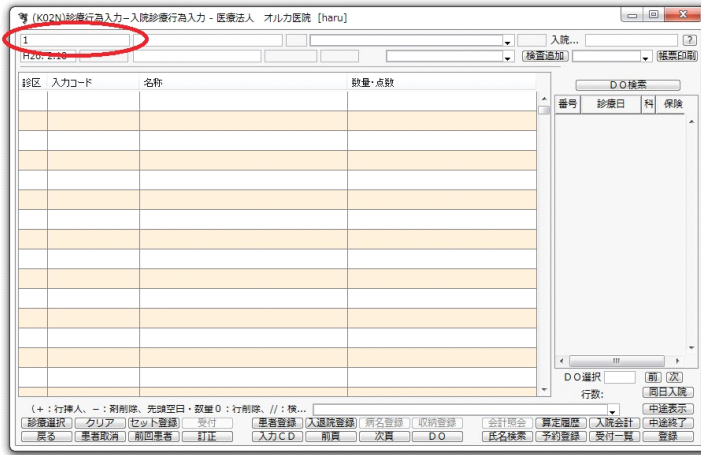 (K02N)診療行為入力-入院診療行為入力 - 医療法人 オルカ医院 [haru]
1 入院... ?
H26. 2.10 検査追加 帳票印刷
診区 入力コード 名称 数量・点数
DO検索
番号 診療日 科 保険
DO選択 前 次
行数: 同日入院
(+:行挿入、-:剤削除、先頭空白・数量0:行削除、//:検... 中途表示
診療選択 クリア セット登録 受付 患者登録 入退院登録 病名登録 収納登録 会計照会 算定履歴 入院会計 中途終了
戻る 患者取消 前回患者 訂正 入力CD 前頁 次頁 DO 氏名検索 予約登録 受付一覧 登録